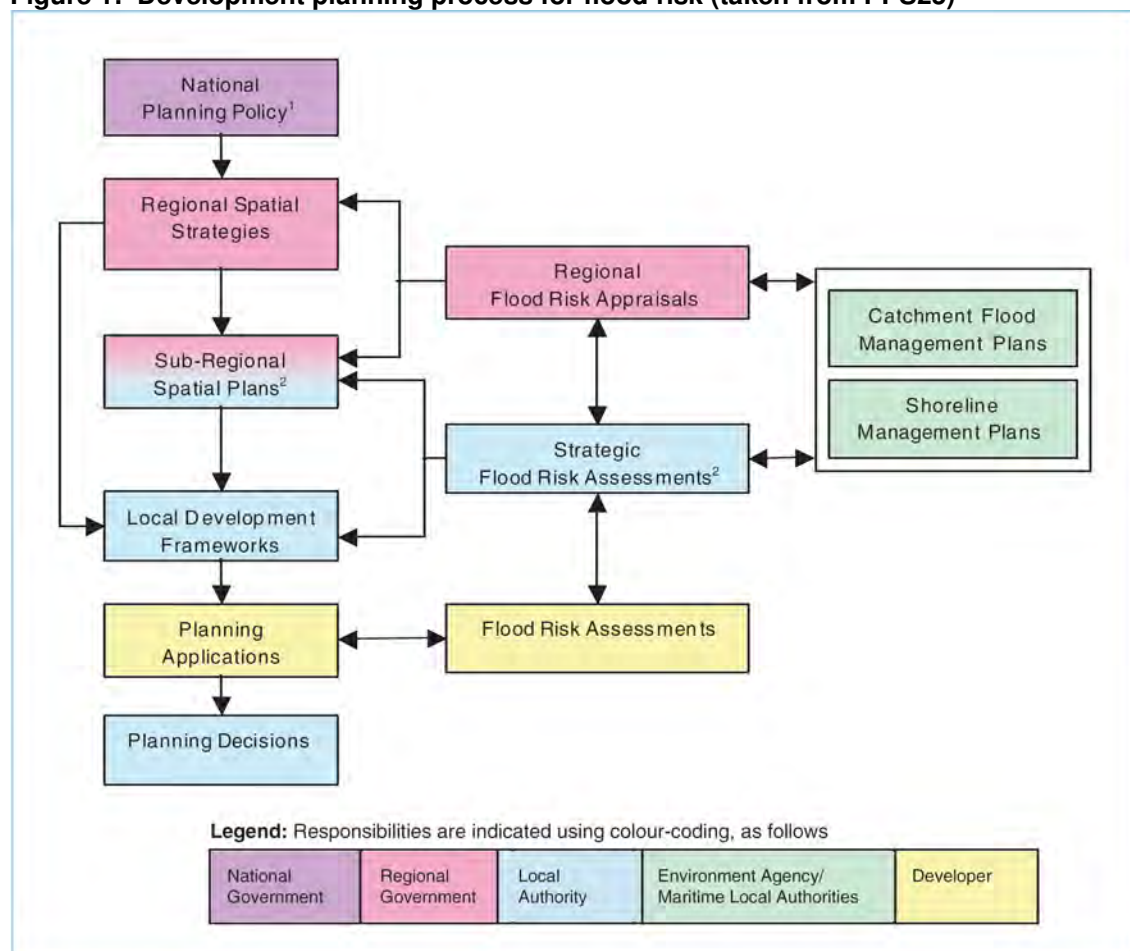 National
Planning Policy¹
Regional Spatial
Strategies
Regional
Flood Risk Appraisals
Catchment Flood
Management Plans
Sub-Regional
Spatial Plans²
Shoreline
Management Plans
Strategic
Flood Risk Assessments²
Local Development
Frameworks
Planning
Applications
Flood Risk Assessments
Planning Decisions
Legend: Responsibilities are indicated using colour-coding, as follows
National
Government
Regional
Government
Local
Authority
Environment Agency/
Maritime Local Authorities
Developer